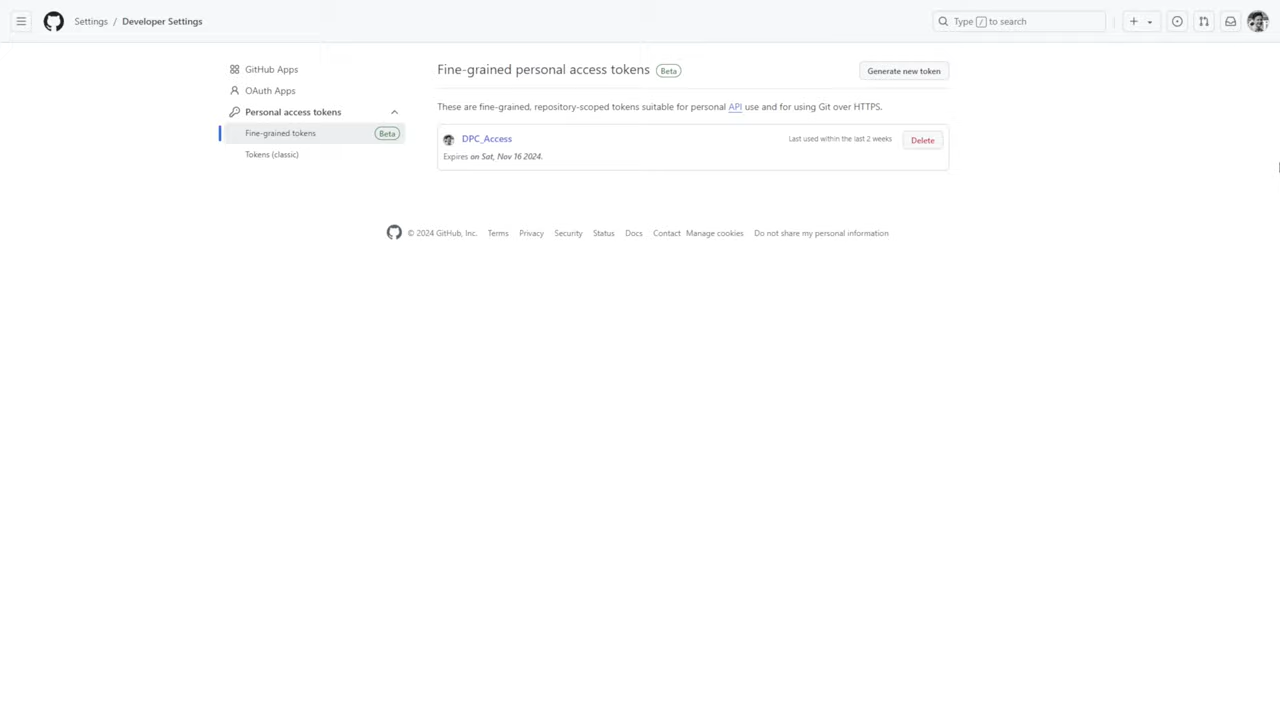 Settings / Developer Settings
Type / to search
GitHub Apps
OAuth Apps
Personal access tokens
Fine-grained tokens Beta
Tokens (classic)
Fine-grained personal access tokens Beta
Generate new token
These are fine-grained, repository-scoped tokens suitable for personal API use and for using Git over HTTPS.
DPC_Access
Last used within the last 2 weeks
Delete
Expires on Sat, Nov 16 2024.
© 2024 GitHub, Inc. Terms Privacy Security Status Docs Contact Manage cookies Do not share my personal information